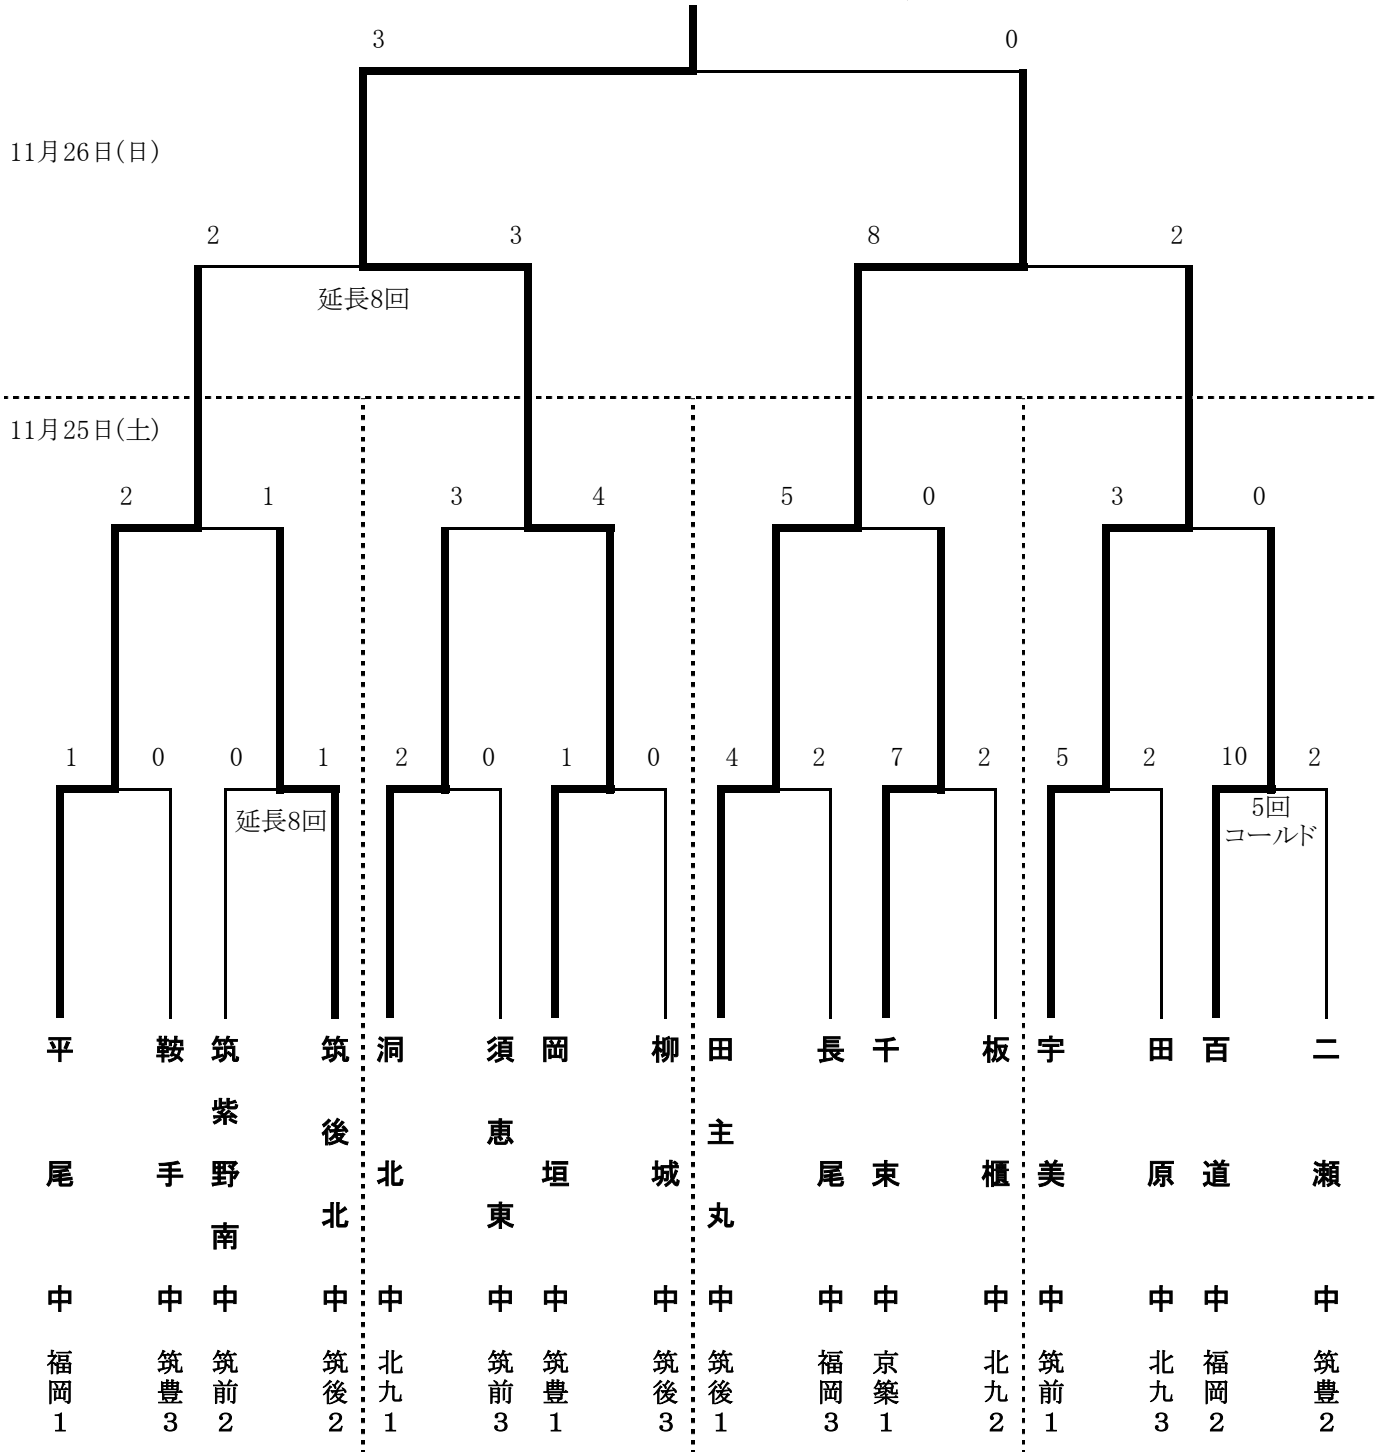 3 0
11月26日(日)
2 3 8 2
延長8回
11月25日(土)
2 1 3 4 5 0 3 0
1 0 0 1 2 0 1 0 4 2 7 2 5 2 10 2
延長8回
5回
コールド
平尾中
鞍手中
筑紫野南中
筑後北中
洞北中
須恵東中
岡垣中
柳城中
田主丸中
長尾中
千束中
板櫃中
宇美中
田原中
百道中
二瀬中
福岡1
筑豊3
筑前2
筑後2
北九1
筑前3
筑豊1
筑後3
筑後1
福岡3
京築1
北九2
筑前1
北九3
福岡2
筑豊2